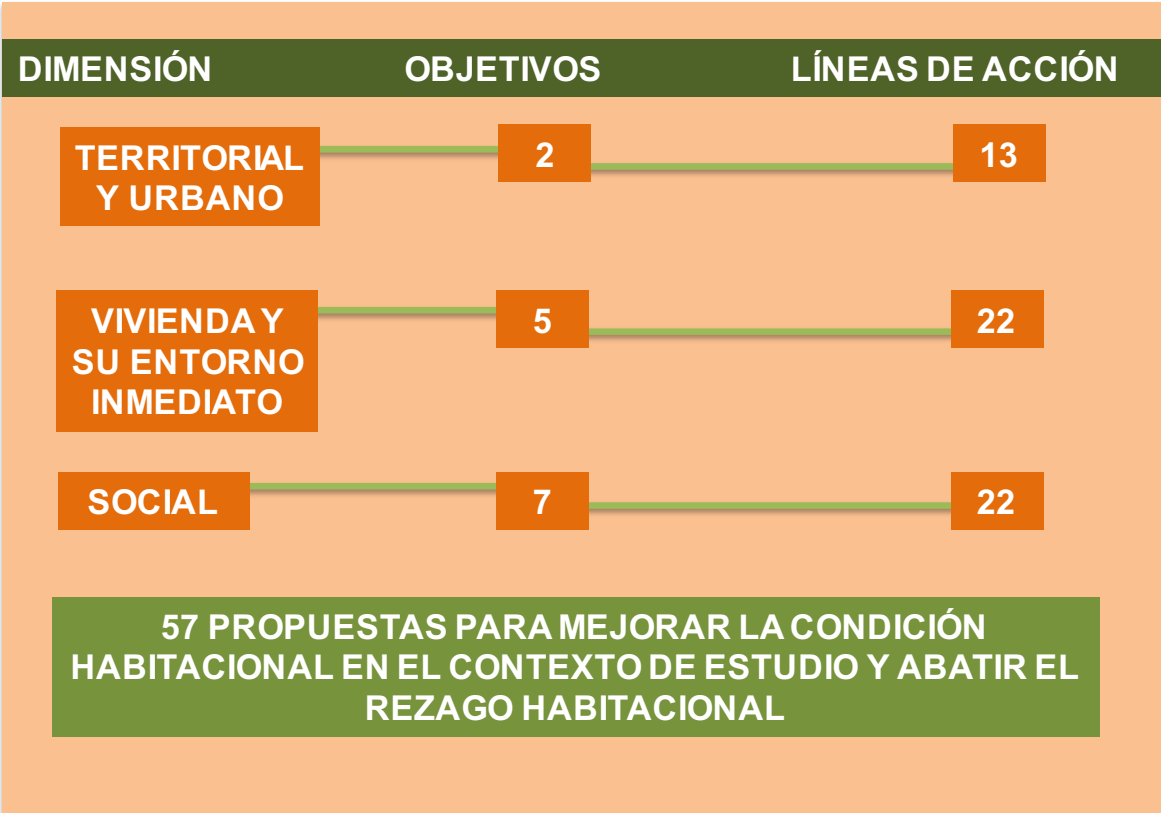 DIMENSIÓN OBJETIVOS LÍNEAS DE ACCIÓN
TERRITORIAL
Y URBANO
2
13
VIVIENDA Y
SU ENTORNO
INMEDIATO
5
22
SOCIAL
7
22
57 PROPUESTAS PARA MEJORAR LA CONDICIÓN
HABITACIONAL EN EL CONTEXTO DE ESTUDIO Y ABATIR EL
REZAGO HABITACIONAL